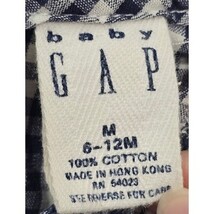 baby
GAP
M
6-12M
100% COTTON
MADE IN HONG KONG
RN 54023
SEE REVERSE FOR CARE